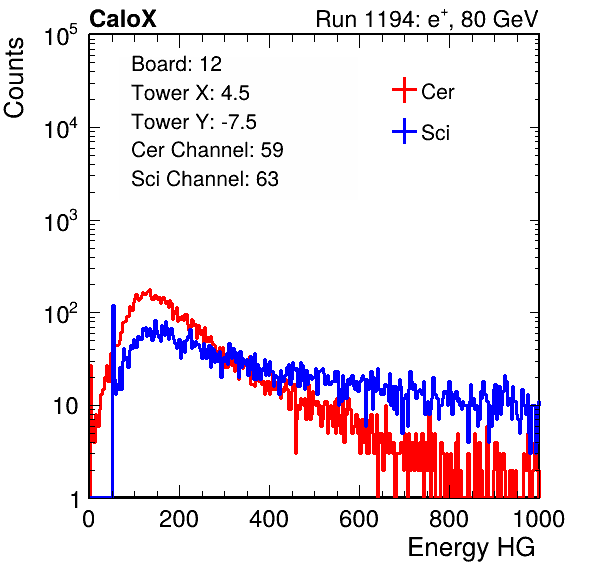 CaloX Run 1194: e⁺, 80 GeV
Counts
Board: 12
Tower X: 4.5
Tower Y: -7.5
Cer Channel: 59
Sci Channel: 63
Cer
Sci
10⁵
10⁴
10³
10²
10
1
0 200 400 600 800 1000
Energy HG